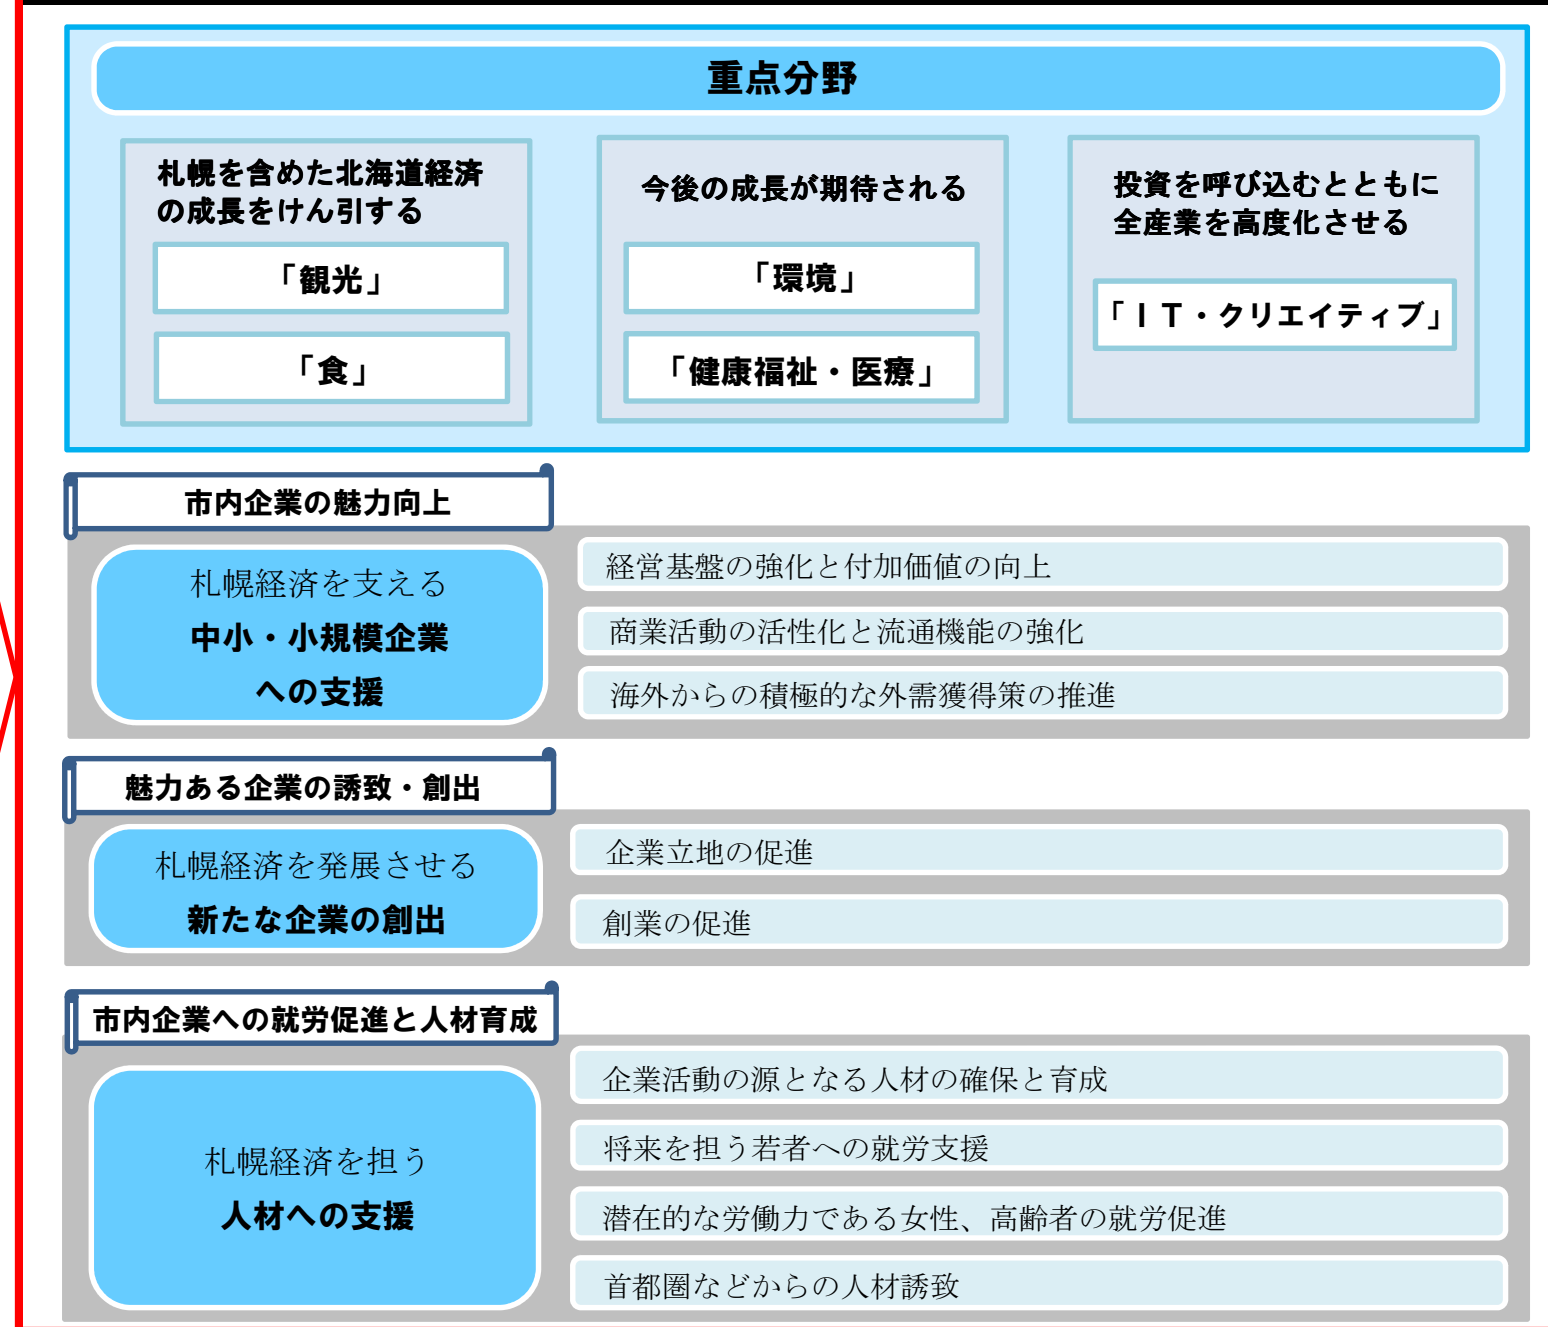 重点分野
札幌を含めた北海道経済
の成長をけん引する
「観光」
「食」
今後の成長が期待される
「環境」
「健康福祉・医療」
投資を呼び込むとともに
全産業を高度化させる
「ＩＴ・クリエイティブ」
市内企業の魅力向上
札幌経済を支える
中小・小規模企業
への支援
経営基盤の強化と付加価値の向上
商業活動の活性化と流通機能の強化
海外からの積極的な外需獲得策の推進
魅力ある企業の誘致・創出
札幌経済を発展させる
新たな企業の創出
企業立地の促進
創業の促進
市内企業への就労促進と人材育成
札幌経済を担う
人材への支援
企業活動の源となる人材の確保と育成
将来を担う若者への就労支援
潜在的な労働力である女性、高齢者の就労促進
首都圏などからの人材誘致